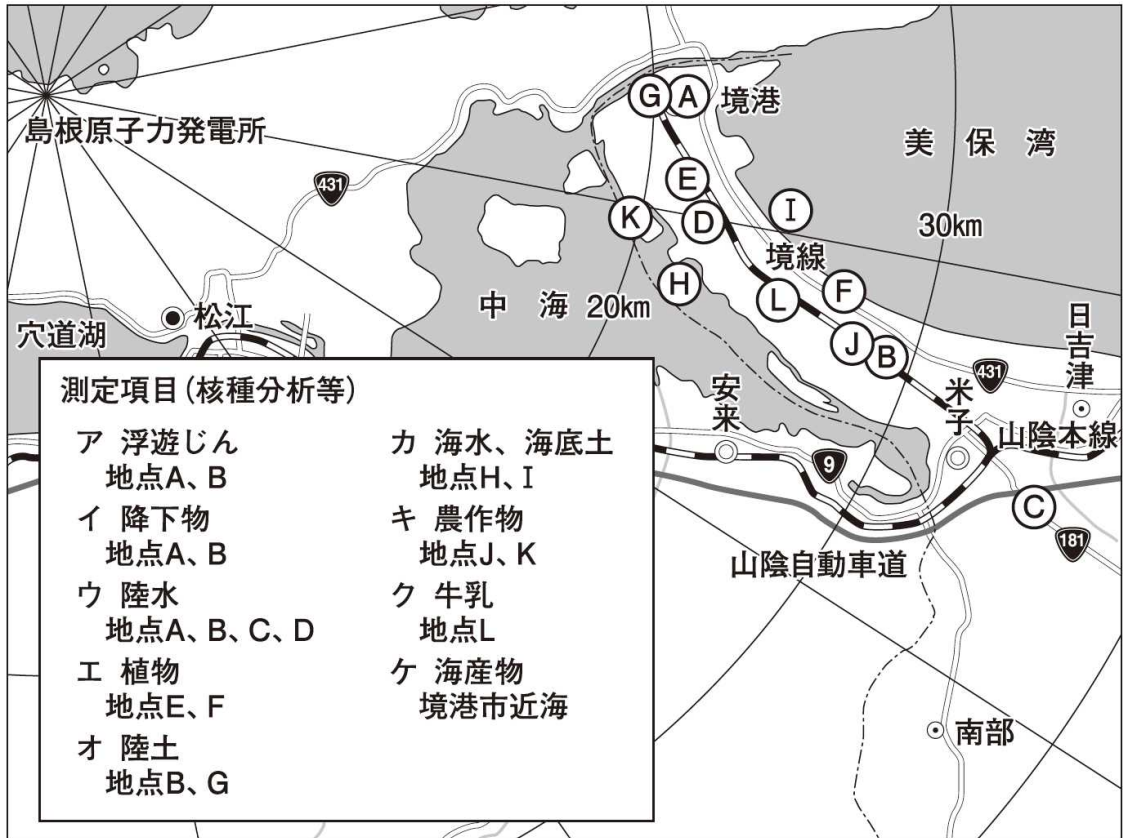 島根原子力発電所
431
G
A
境港
美保湾
E
K
D
I
30km
境線
H
F
L
中海
20km
松江
宍道湖
J
B
日吉津
431
安来
米子
山陰本線
9
C
181
山陰自動車道
南部
測定項目(核種分析等)
ア 浮遊じん
地点A、B
イ 降下物
地点A、B
ウ 陸水
地点A、B、C、D
エ 植物
地点E、F
オ 陸土
地点B、G
カ 海水、海底土
地点H、I
キ 農作物
地点J、K
ク 牛乳
地点L
ケ 海産物
境港市近海